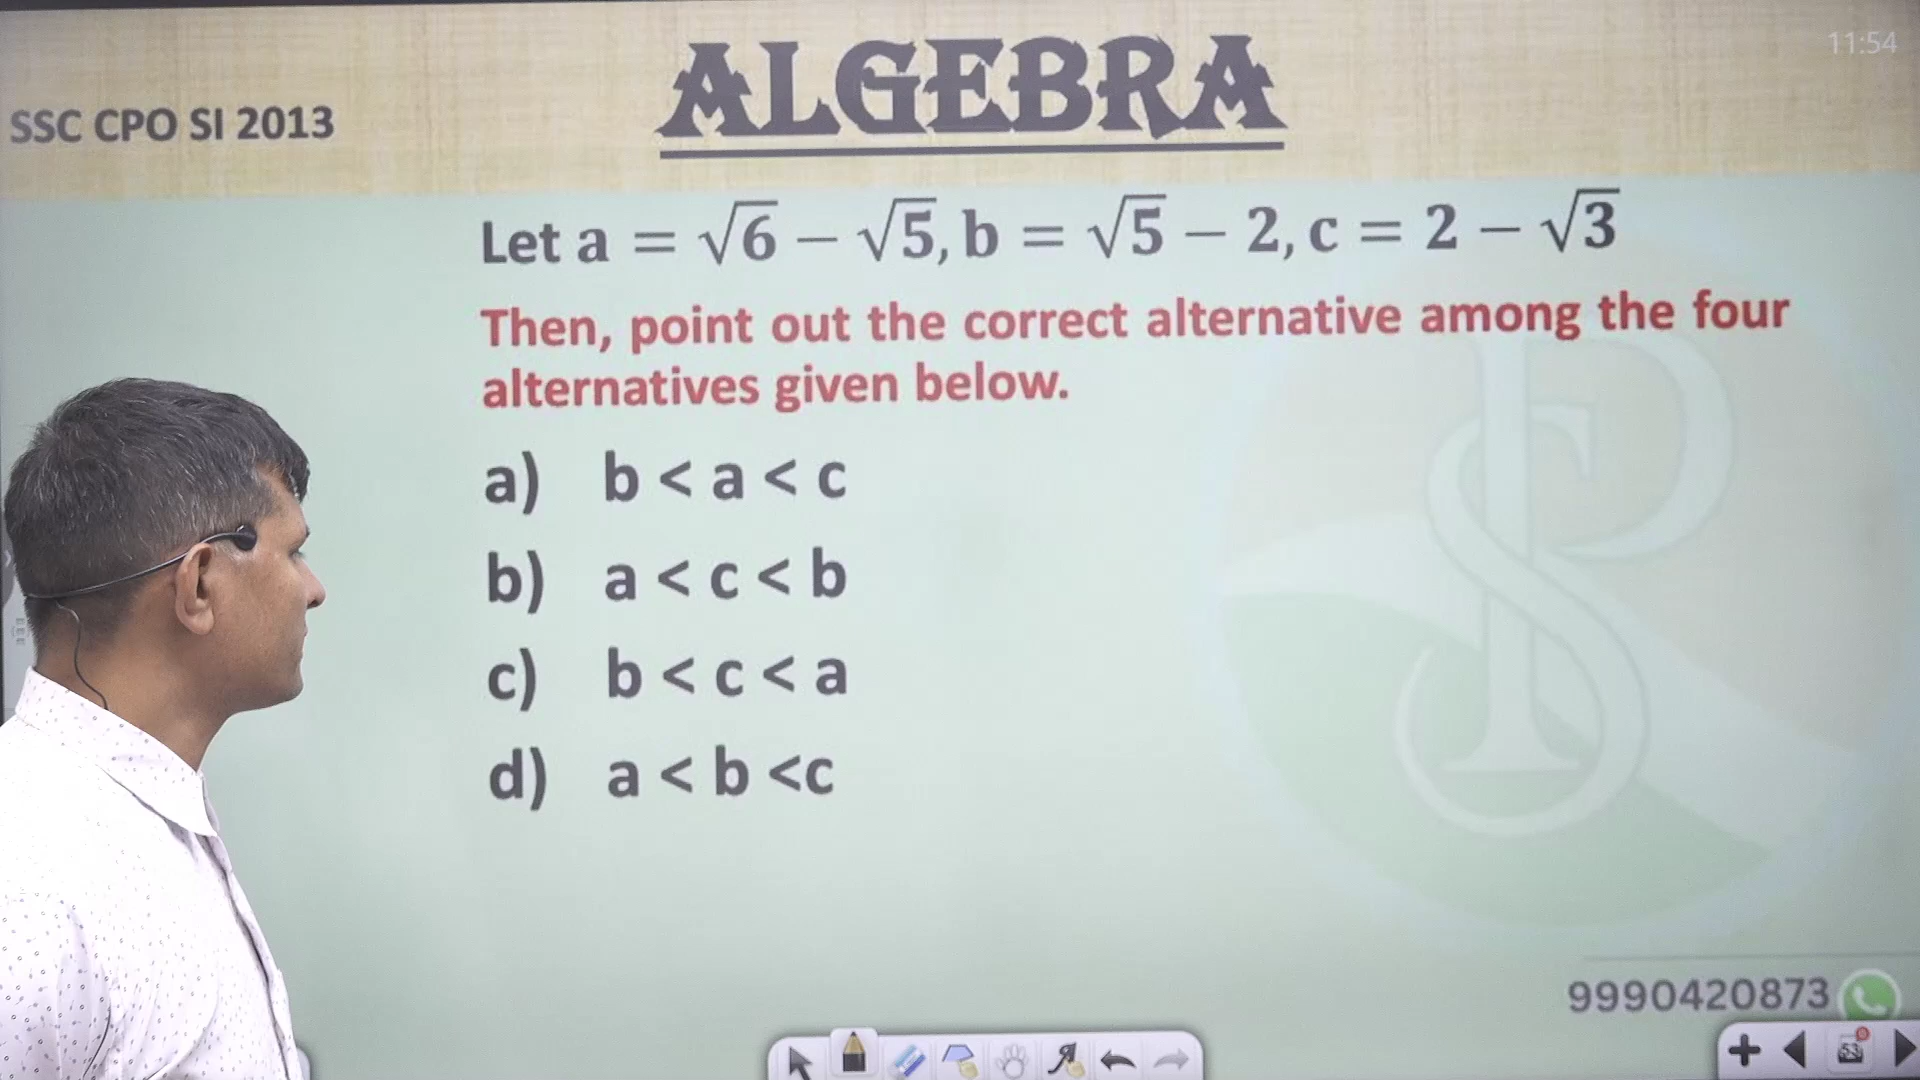 11:54
ALGEBRA
SSC CPO SI 2013
Let a = √6 – √5, b = √5 – 2, c = 2 – √3
Then, point out the correct alternative among the four
alternatives given below.
a) b < a < c
b) a < c < b
c) b < c < a
d) a < b <c
9990420873
53